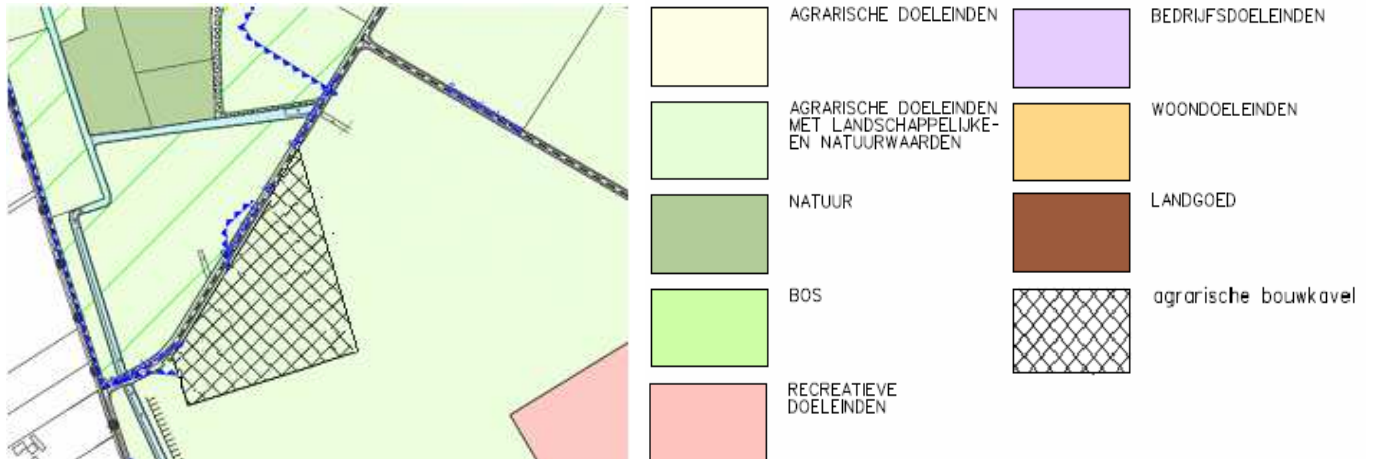 AGRARISCHE DOELEINDEN
AGRARISCHE DOELEINDEN
MET LANDSCHAPPELIJKE-
EN NATUURWAARDEN
NATUUR
BOS
RECREATIEVE
DOELEINDEN
BEDRIJFSDOELEINDEN
WOONDOELEINDEN
LANDGOED
agrarische bouwkavel